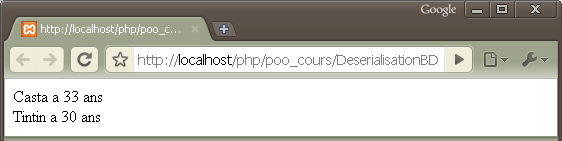 Google
http://localhost/php/poo_c...
http://localhost/php/poo_cours/DeserialisationBD
Casta a 33 ans
Tintin a 30 ans